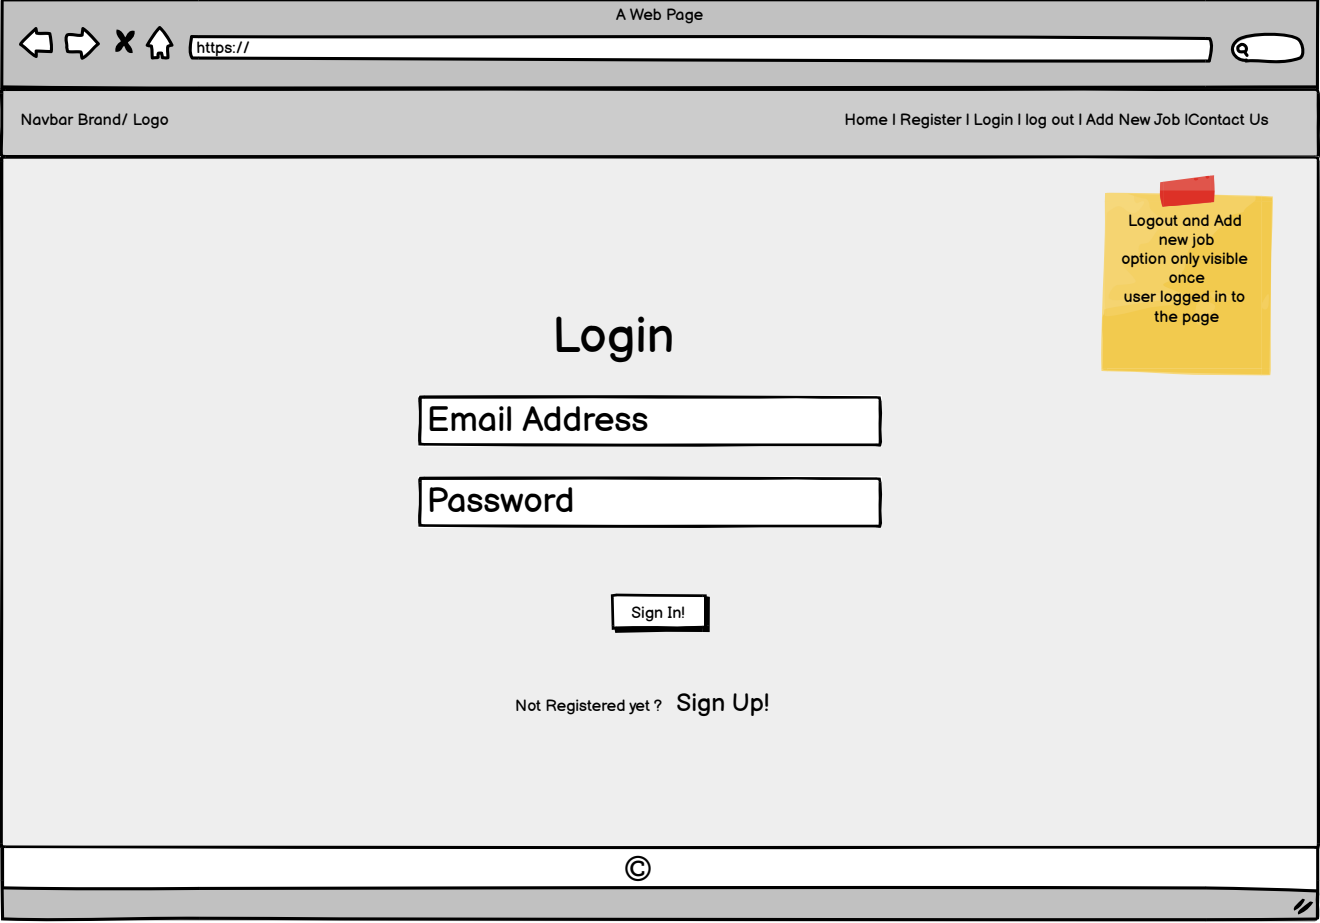 A Web Page
https://
Navbar Brand/ Logo
Home | Register | Login | log out | Add New Job |Contact Us
Logout and Add
new job
option only visible
once
user logged in to
the page
Login
Email Address
Password
Sign In!
Not Registered yet ? Sign Up!
©